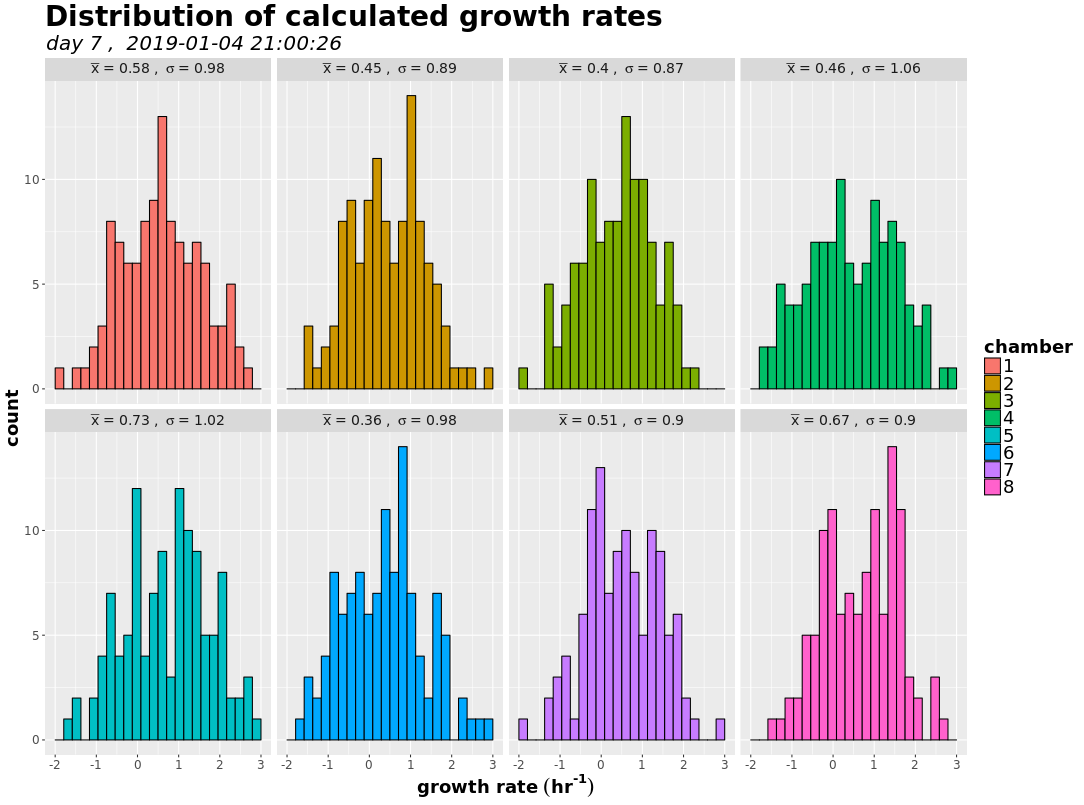 Distribution of calculated growth rates
day 7 ,  2019-01-04 21:00:26
x̅ = 0.58 ,  σ = 0.98
x̅ = 0.45 ,  σ = 0.89
x̅ = 0.4 ,  σ = 0.87
x̅ = 0.46 ,  σ = 1.06
10
5
0
x̅ = 0.73 ,  σ = 1.02
x̅ = 0.36 ,  σ = 0.98
x̅ = 0.51 ,  σ = 0.9
x̅ = 0.67 ,  σ = 0.9
10
5
0
count
-2 -1 0 1 2 3
-2 -1 0 1 2 3
-2 -1 0 1 2 3
-2 -1 0 1 2 3
growth rate (hr⁻¹)
chamber
1
2
3
4
5
6
7
8